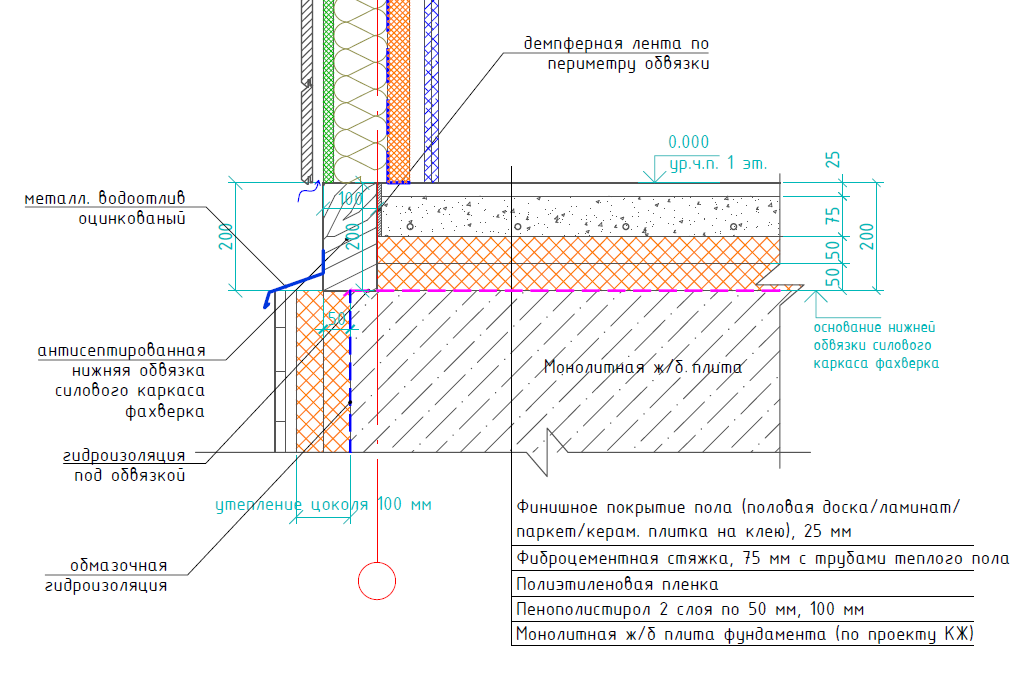 демпферная лента по
периметру обвязки
0.000
ур.ч.п. 1 эт.
25
75
50
50
200
металл. водоотлив
оцинкованый
200
100
200
50
основание нижней
обвязки силового
каркаса фахверка
Монолитная ж/б плита
антисептированная
нижняя обвязка
силового каркаса
фахверка
гидроизоляция
под обвязкой
утепление цоколя 100 мм
обмазочная
гидроизоляция
Финишное покрытие пола (половая доска/ламинат/
паркет/керам. плитка на клею), 25 мм
Фиброцементная стяжка, 75 мм с трубами теплого пола
Полиэтиленовая пленка
Пенополистирол 2 слоя по 50 мм, 100 мм
Монолитная ж/б плита фундамента (по проекту КЖ)